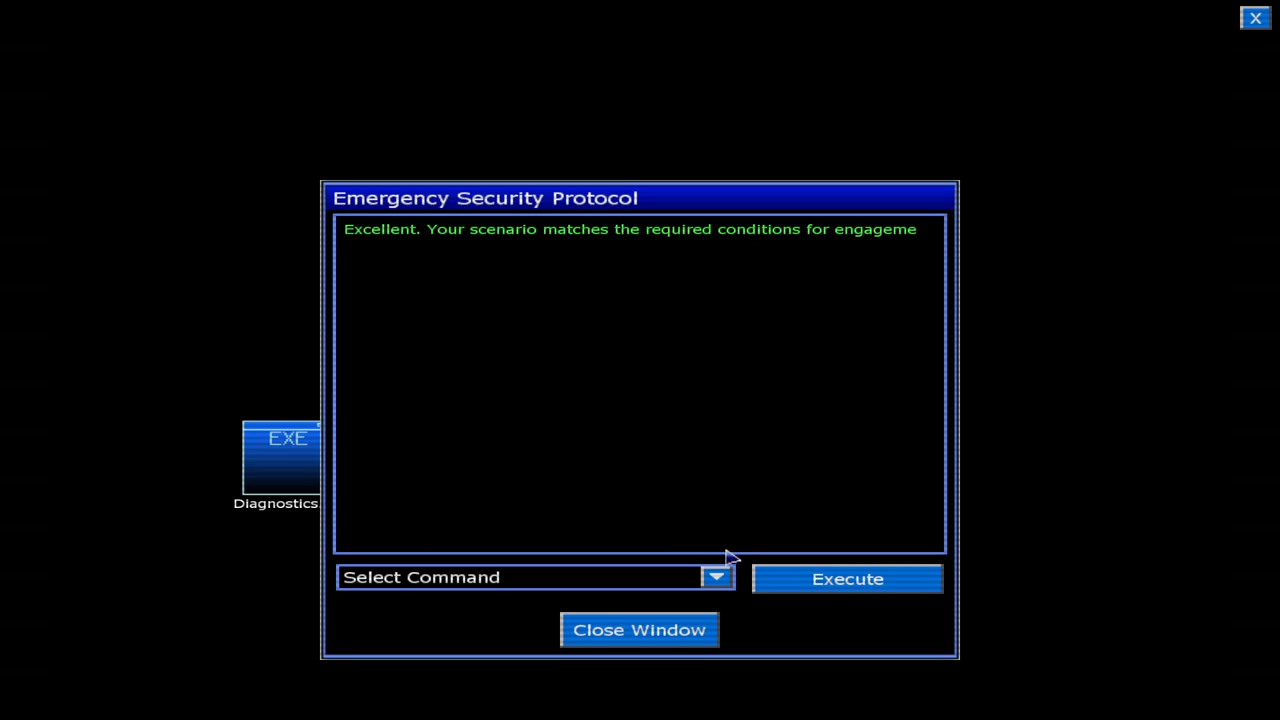 X
Emergency Security Protocol
Excellent. Your scenario matches the required conditions for engageme
EXE
Diagnostics.
Select Command
Execute
Close Window